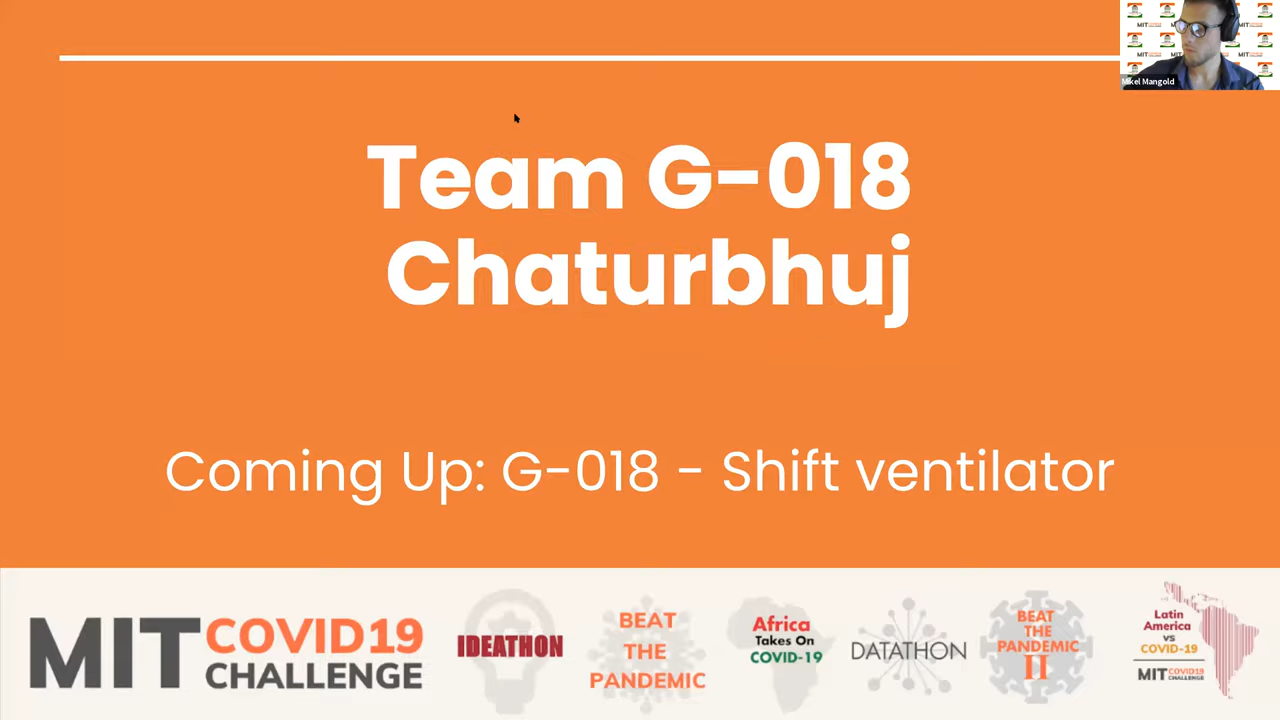 Mikel Mangold
Team G-018
Chaturbhuj
Coming Up: G-018 - Shift ventilator
MIT COVID19
CHALLENGE
IDEATHON
BEAT
THE
PANDEMIC
Africa
Takes On
COVID-19
DATATHON
BEAT
THE
PANDEMIC
II
Latin
America
vs
COVID-19
MIT COVID19
CHALLENGE